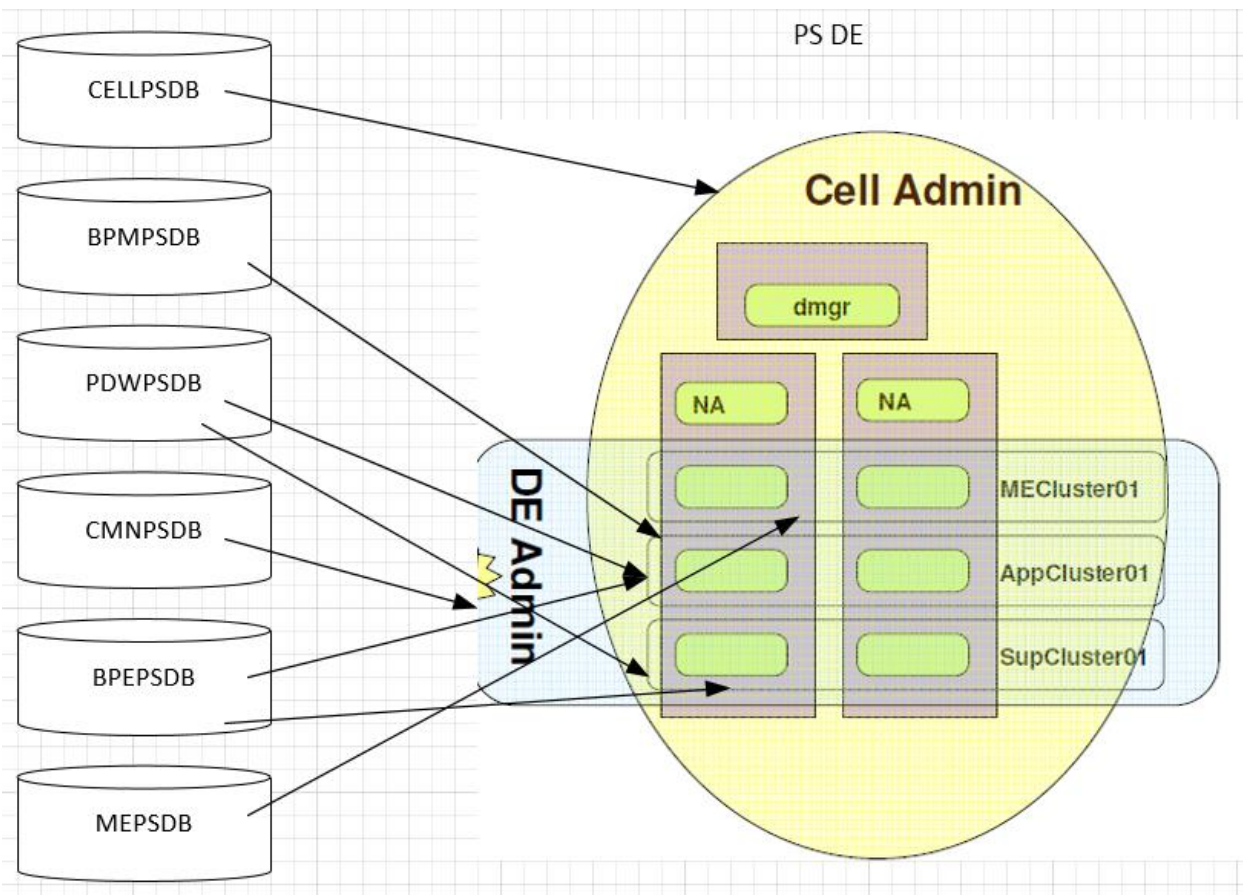 PS DE
CELLPSDB
BPMPSDB
PDWPSDB
CMNPSDB
BPEPSDB
MEPSDB
Cell Admin
dmgr
NA
NA
DE Admin
MECluster01
AppCluster01
SupCluster01